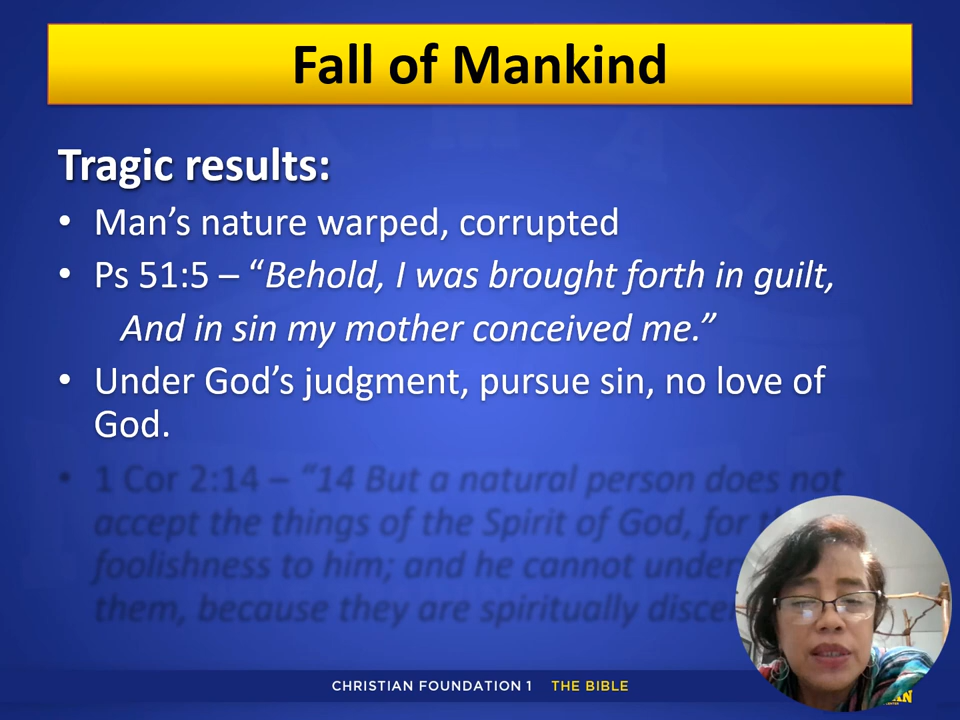 Fall of Mankind
Tragic results:
• Man’s nature warped, corrupted
• Ps 51:5 – “Behold, I was brought forth in guilt,
And in sin my mother conceived me.”
• Under God’s judgment, pursue sin, no love of
God.
• 1 Cor 2:14 – “14 But a natural person does not
accept the things of the Spirit of God, for
foolishness to him; and he cannot
them, because they are spiritually
CHRISTIAN FOUNDATION 1 THE BIBLE